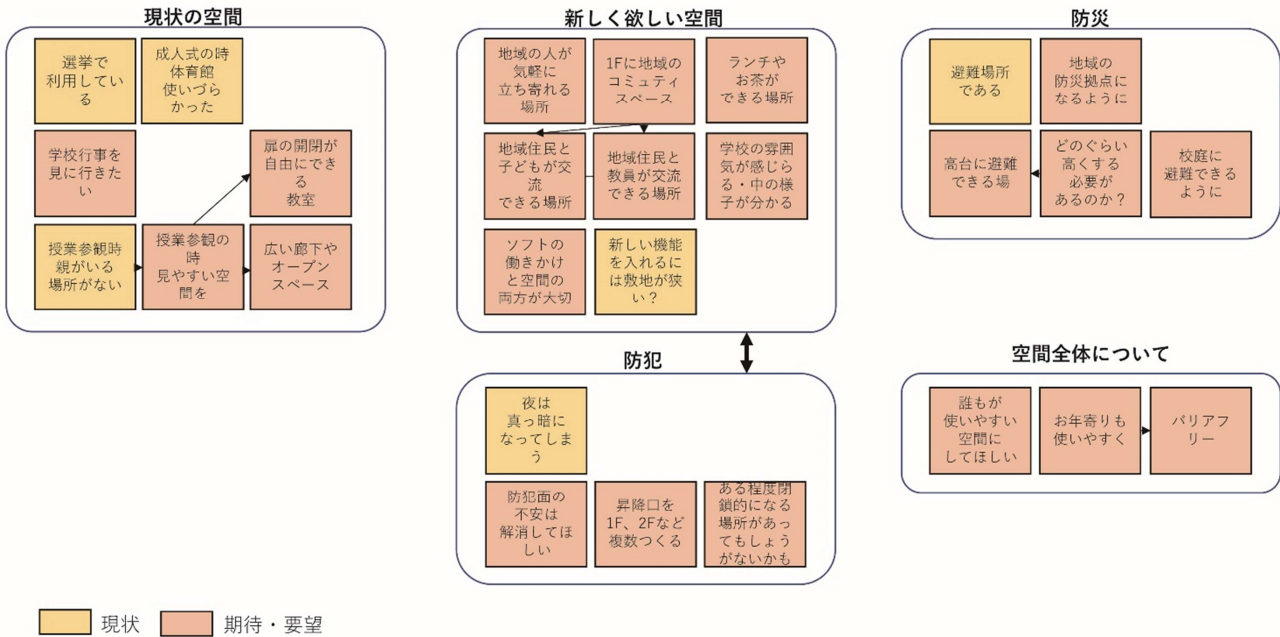 現状の空間
選挙で
利用してい
る
成人式の時
体育館
使いづら
かった
学校行事を
見に行きた
い
扉の開閉が
自由にでき
る
教室
授業参観時
親がいる
場所がない
授業参観の
時
見やすい空
間を
広い廊下や
オープン
スペース
新しく欲しい空間
地域の人が
気軽に
立ち寄れる
場所
1Fに地域の
コミュティ
スペース
ランチや
お茶が
できる場所
地域住民と
子どもが交
流
できる場所
地域住民と
教員が交流
できる場所
学校の雰囲
気が感じら
る・中の様
子が分かる
ソフトの
働きかけ
と空間の
両方が大切
新しい機能
を入れるに
は敷地が狭
い？
防犯
夜は
真っ暗に
なってしま
う
防犯面の
不安は
解消してほ
しい
昇降口を
1F、2Fなど
複数つくる
ある程度閉
鎖的になる
場所があっ
てもしょう
がないかも
防災
避難場所
である
地域の
防災拠点に
なるように
高台に避難
できる場
どのぐらい
高くする
必要が
あるのか？
校庭に
避難できる
ように
空間全体について
誰もが
使いやすい
空間に
してほしい
お年寄りも
使いやすく
バリアフ
リー
現状
期待・要望